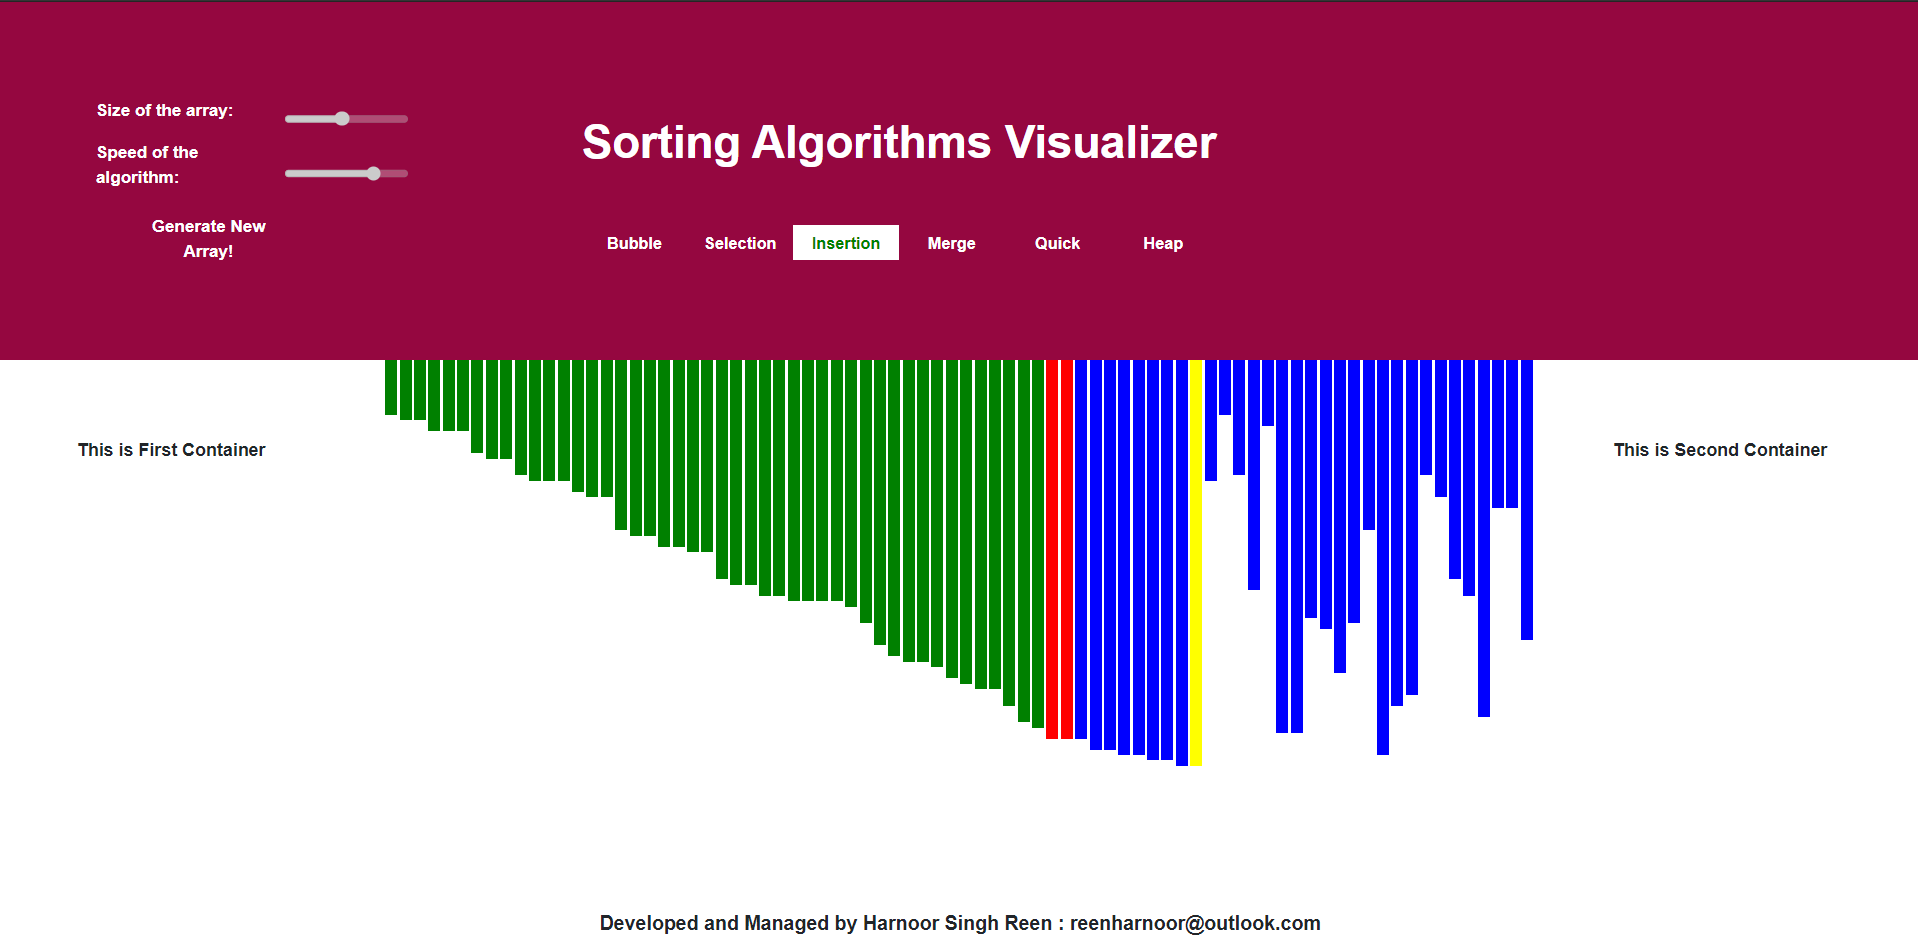 Size of the array:
Speed of the
algorithm:
Generate New
Array!
Sorting Algorithms Visualizer
Bubble Selection Insertion Merge Quick Heap
This is First Container
This is Second Container
Developed and Managed by Harnoor Singh Reen : reenharnoor@outlook.com